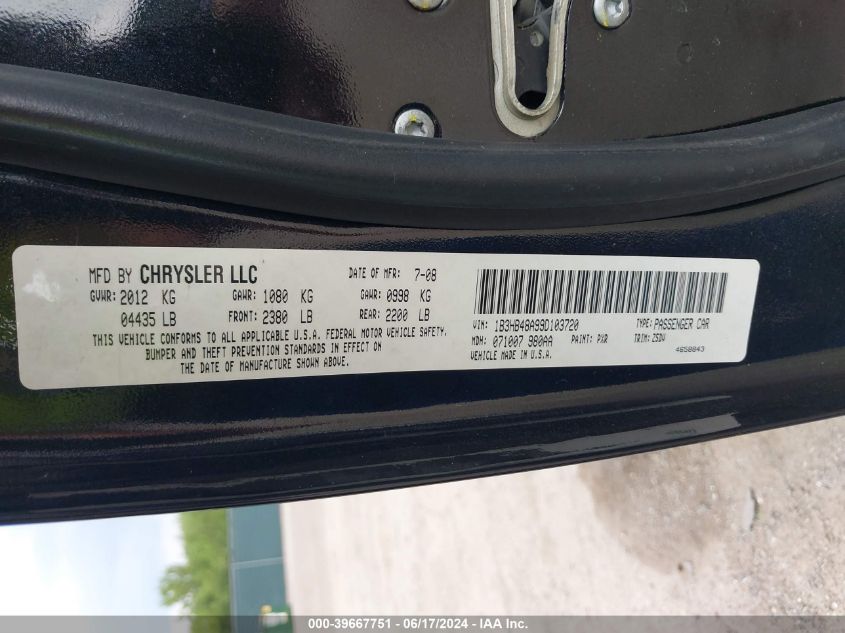 MFD BY CHRYSLER LLC DATE OF MFR: 7-08
GVWR: 2012 KG GAWR: 1080 KG GAWR: 0998 KG
04435 LB FRONT: 2380 LB REAR: 2200 LB
THIS VEHICLE CONFORMS TO ALL APPLICABLE U.S.A. FEDERAL MOTOR VEHICLE SAFETY,
BUMPER AND THEFT PREVENTION STANDARDS IN EFFECT ON
THE DATE OF MANUFACTURE SHOWN ABOVE.
VIN: 1B3HB48A99D103720 TYPE: PASSENGER CAR
MDH: 071007 980AA PAINT: PXR TRIM: Z5DV
VEHICLE MADE IN U.S.A. 4658843
000-39667751 - 06/17/2024 - IAA Inc.